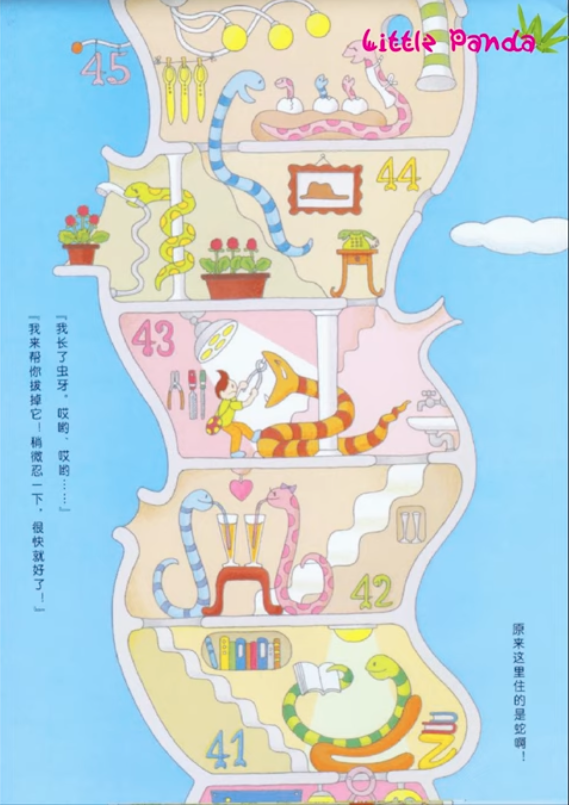 Little Panda
45
44
43
『我长了虫牙。哎哟、哎哟……』
『我来帮你拔掉它！稍微忍一下，很快就好了！』
42
原来这里住的是蛇啊！
41